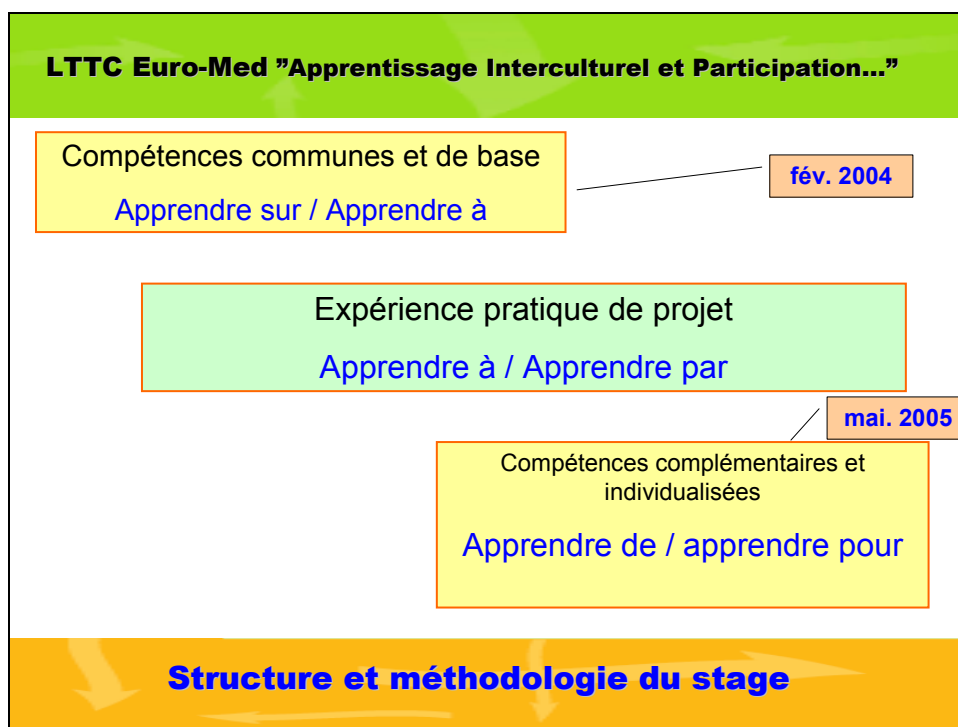 LTTC Euro-Med ”Apprentissage Interculturel et Participation...”
Compétences communes et de base
Apprendre sur / Apprendre à
fév. 2004
Expérience pratique de projet
Apprendre à / Apprendre par
mai. 2005
Compétences complémentaires et
individualisées
Apprendre de / apprendre pour
Structure et méthodologie du stage